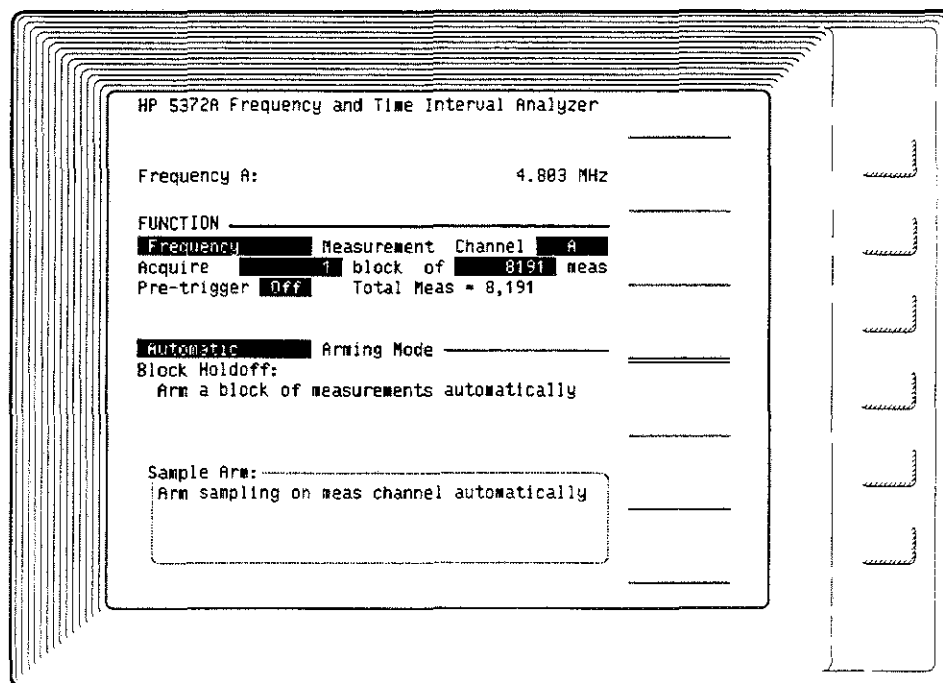 HP 5372A Frequency and Time Interval Analyzer
Frequency A: 4.803 MHz
FUNCTION
Frequency Measurement Channel A
Acquire 1 block of 8191 meas
Pre-trigger Off Total Meas = 8,191
Automatic Arming Mode
Block Holdoff:
Arm a block of measurements automatically
Sample Arm:
Arm sampling on meas channel automatically